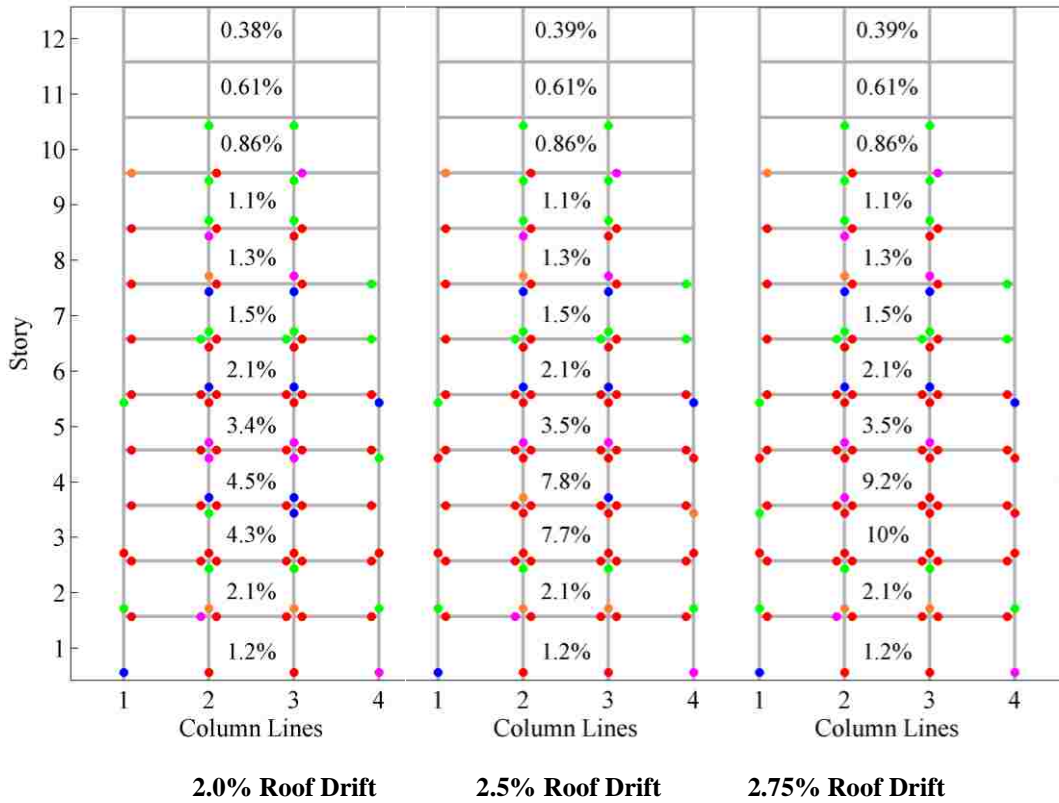 12 0.38% 0.39% 0.39%
11 0.61% 0.61% 0.61%
10 0.86% 0.86% 0.86%
9 1.1% 1.1% 1.1%
8 1.3% 1.3% 1.3%
7 1.5% 1.5% 1.5%
6 2.1% 2.1% 2.1%
5 3.4% 3.5% 3.5%
4 4.5% 7.8% 9.2%
3 4.3% 7.7% 10%
2 2.1% 2.1% 2.1%
1 1.2% 1.2% 1.2%
Story
1 2 3 4 1 2 3 4 1 2 3 4
Column Lines Column Lines Column Lines
2.0% Roof Drift 2.5% Roof Drift 2.75% Roof Drift